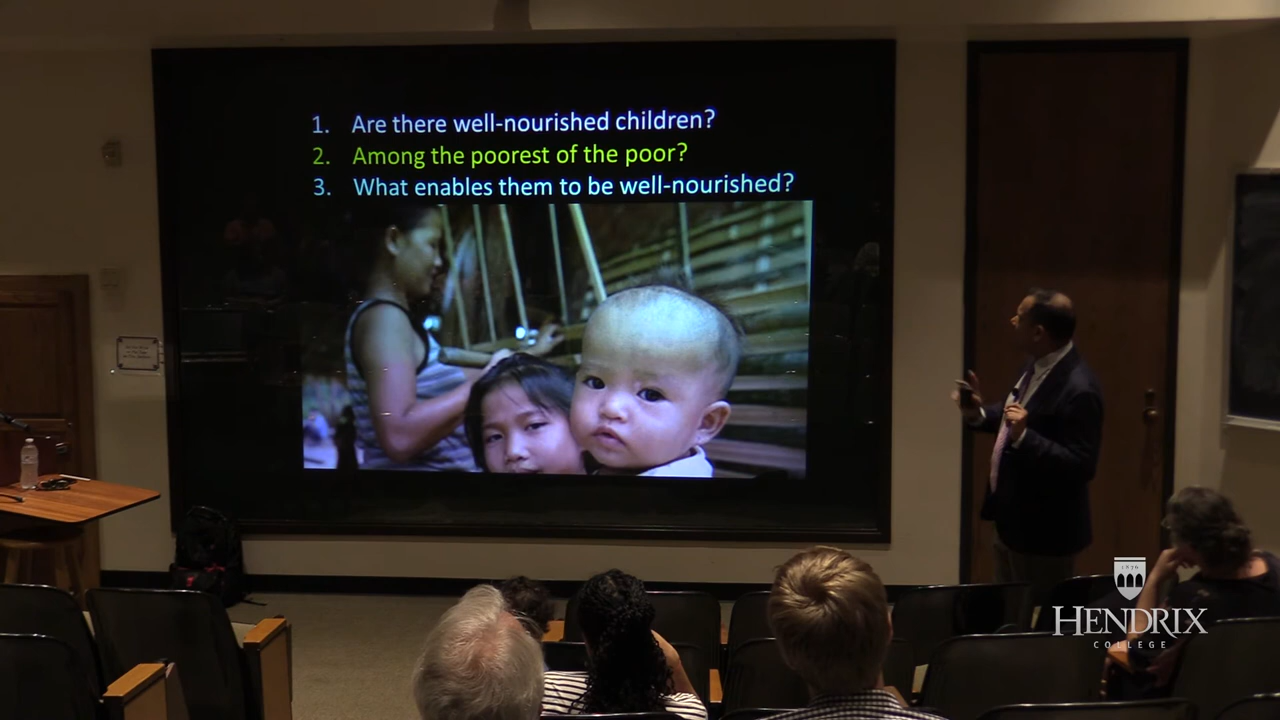 1. Are there well-nourished children?
2. Among the poorest of the poor?
3. What enables them to be well-nourished?
1876
HENDRIX
COLLEGE